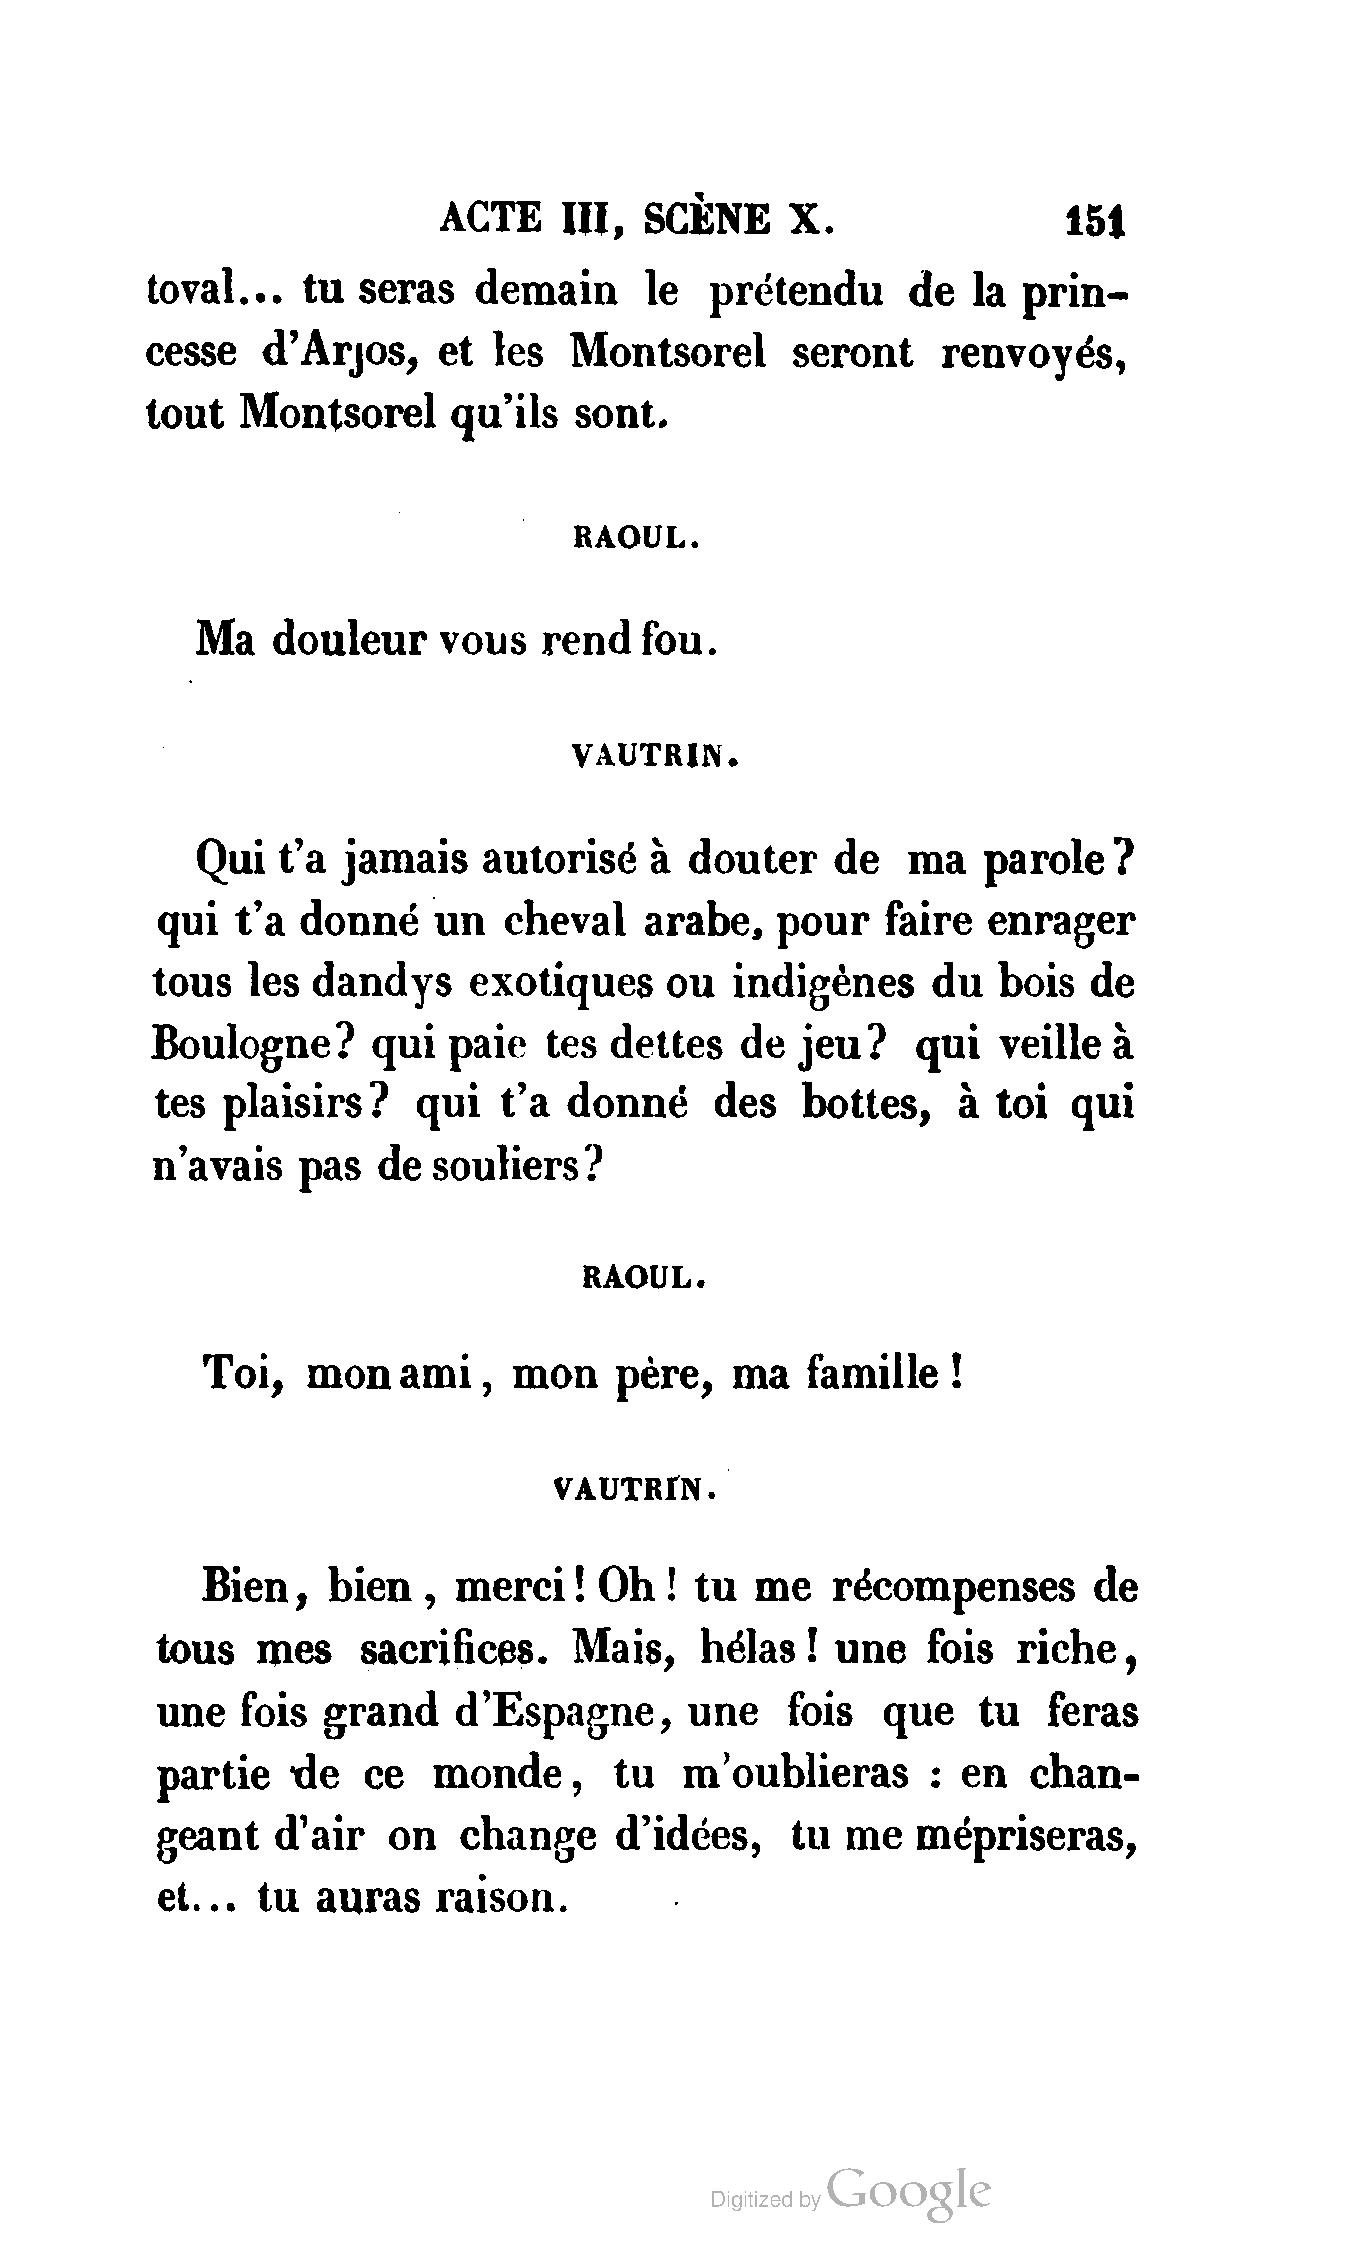 ACTE III, SCÈNE X. 151
toval... tu seras demain le prétendu de la prin-
cesse d'Arjos, et les Montsorel seront renvoyés,
tout Montsorel qu'ils sont.
RAOUL.
Ma douleur vous rend fou.
VAUTRIN.
Qui t'a jamais autorisé à douter de ma parole ?
qui t'a donné un cheval arabe, pour faire enrager
tous les dandys exotiques ou indigènes du bois de
Boulogne? qui paie tes dettes de jeu? qui veille à
tes plaisirs? qui t'a donné des bottes, à toi qui
n'avais pas de souliers?
RAOUL.
Toi, mon ami, mon père, ma famille !
VAUTRIN.
Bien, bien, merci! Oh ! tu me récompenses de
tous mes sacrifices. Mais, hélas ! une fois riche,
une fois grand d'Espagne, une fois que tu feras
partie de ce monde, tu m'oublieras : en chan-
geant d'air on change d'idées, tu me mépriseras,
et... tu auras raison.
Digitized by Google